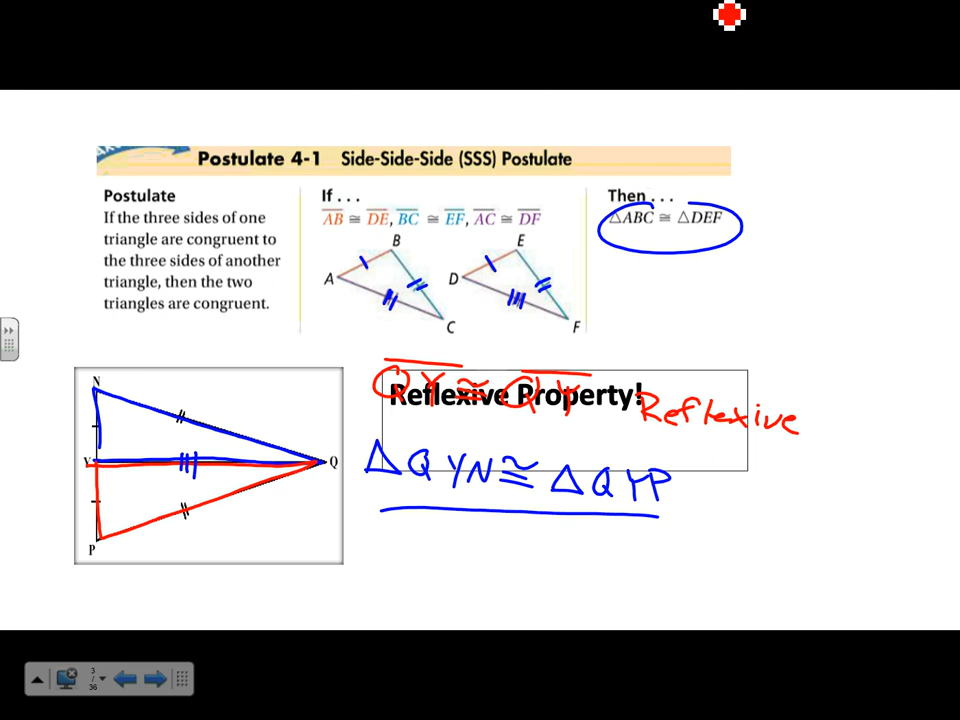 Postulate 4-1 Side-Side-Side (SSS) Postulate
Postulate
If the three sides of one
triangle are congruent to
the three sides of another
triangle, then the two
triangles are congruent.
If . . .
AB ≅ DE, BC ≅ EF, AC ≅ DF
B
A
C
E
D
F
Then . . .
△ABC ≅ △DEF
N
Y
Q
P
QY ≅ QY Reflexive
Reflexive Property!
△QYN ≅ △QYP
3
/
36